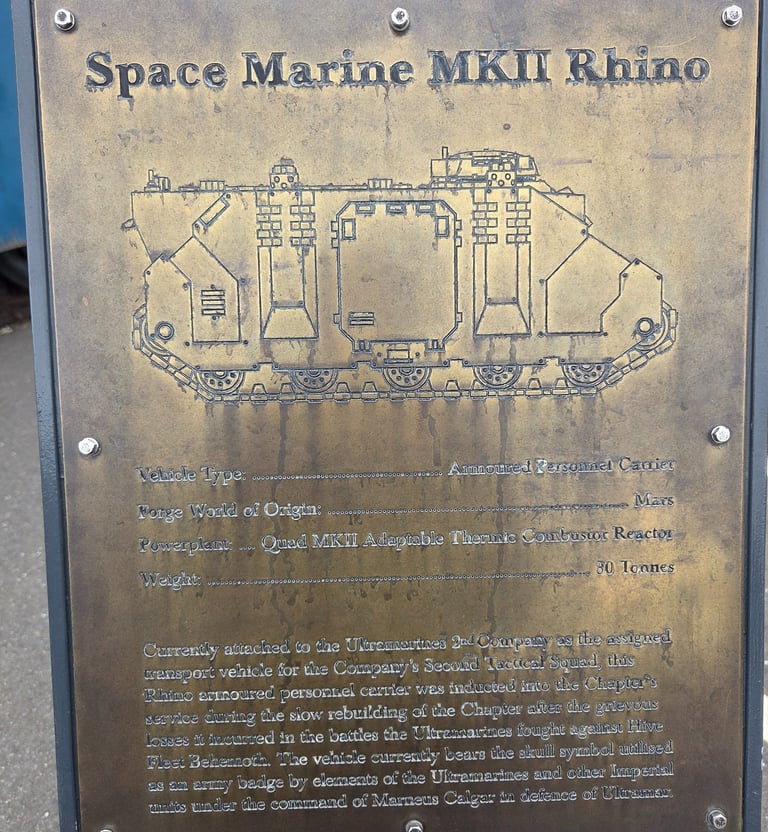 Space Marine MKII Rhino
Vehicle Type: ........................................ Armoured Personnel Carrier
Forge World of Origin: ........................................ Mars
Powerplant: .... Quad MKII Adaptable Thermic Combustor Reactor
Weight: ........................................ 30 Tonnes
Currently attached to the Ultramarines 2nd Company as the assigned
transport vehicle for the Company's Second Tactical Squad, this
Rhino armoured personnel carrier was inducted into the Chapter's
service during the slow rebuilding of the Chapter after the grievous
losses it incurred in the battles the Ultramarines fought against Hive
Fleet Behemoth. The vehicle currently bears the skull symbol utilised
as an army badge by elements of the Ultramarines and other Imperial
units under the command of Marneus Calgar in defence of Ultramar.